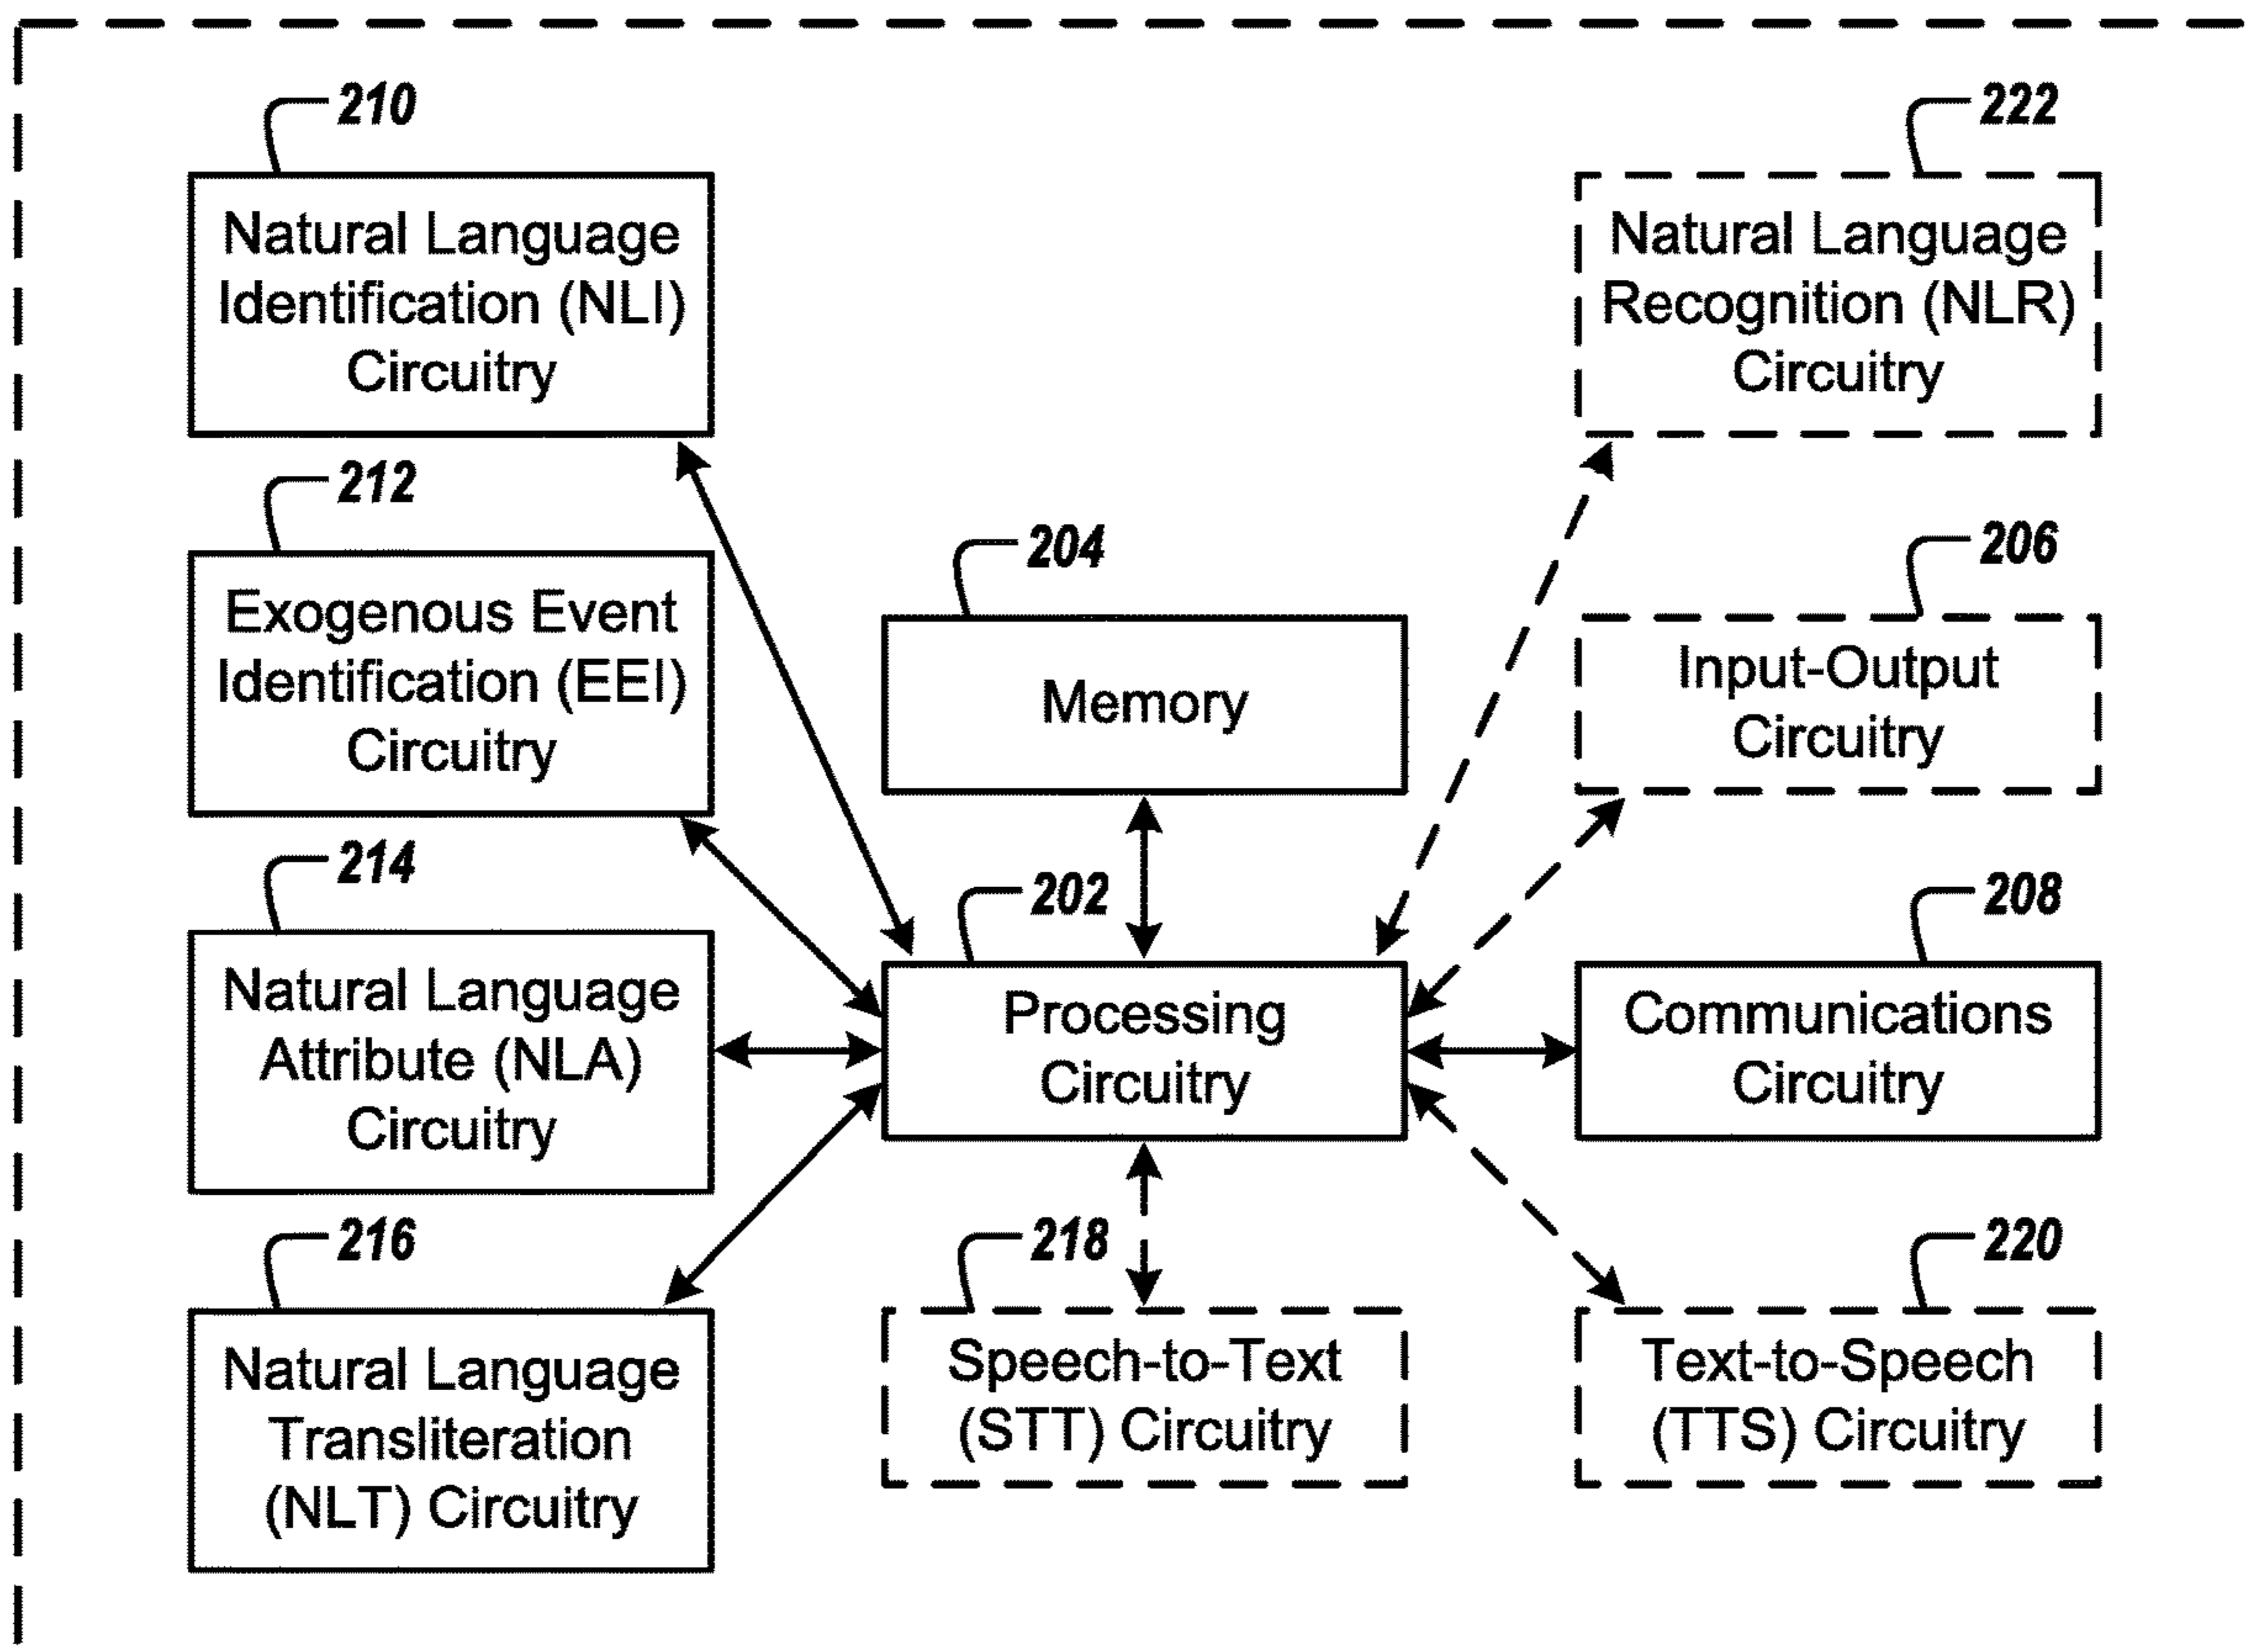 210
Natural Language
Identification (NLI)
Circuitry
222
Natural Language
Recognition (NLR)
Circuitry
212
Exogenous Event
Identification (EEI)
Circuitry
204
Memory
206
Input-Output
Circuitry
214
Natural Language
Attribute (NLA)
Circuitry
202
Processing
Circuitry
208
Communications
Circuitry
216
Natural Language
Transliteration
(NLT) Circuitry
218
Speech-to-Text
(STT) Circuitry
220
Text-to-Speech
(TTS) Circuitry